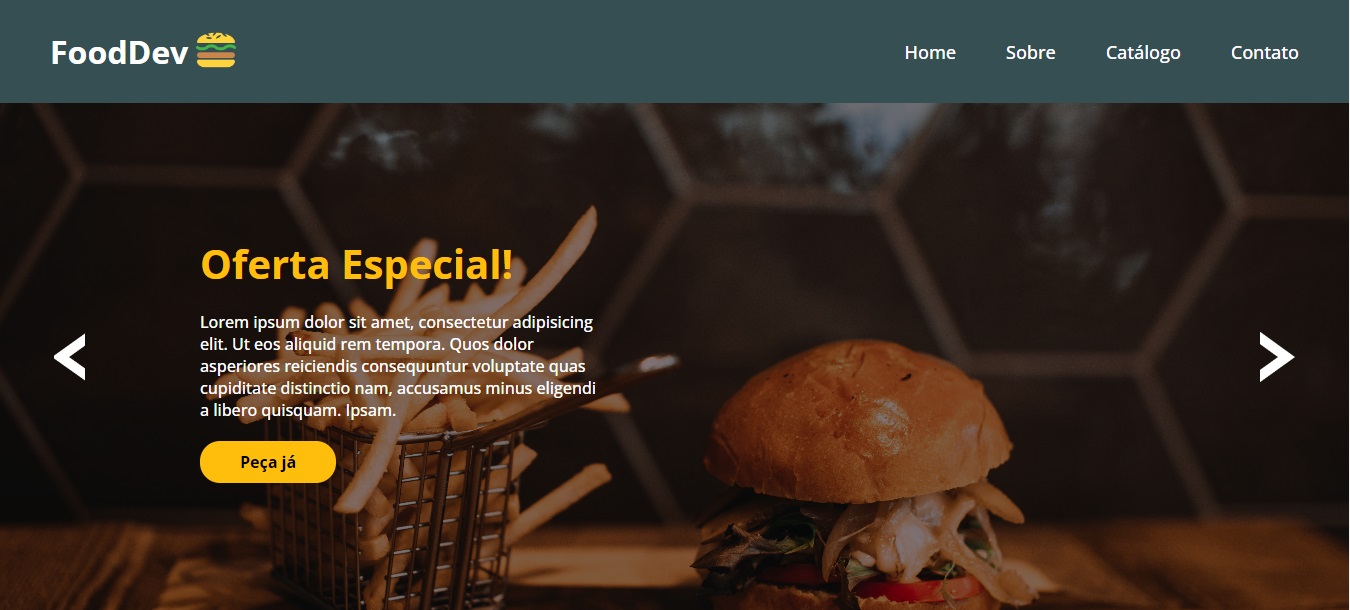 FoodDev
Home Sobre Catálogo Contato
Oferta Especial!
Lorem ipsum dolor sit amet, consectetur adipisicing
elit. Ut eos aliquid rem tempora. Quos dolor
asperiores reiciendis consequuntur voluptate quas
cupiditate distinctio nam, accusamus minus eligendi
a libero quisquam. Ipsam.
Peça já